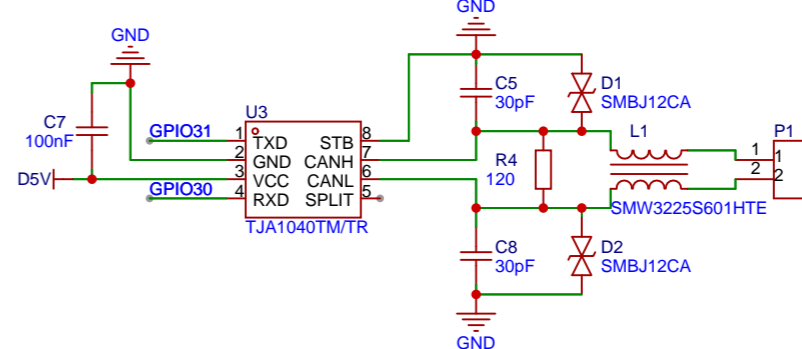 GND
GND
C7
100nF
D5V
GPIO31
GPIO30
U3
1
TXD
2
GND
3
VCC
4
RXD
STB
8
CANH
7
CANL
6
SPLIT
5
TJA1040TM/TR
C5
30pF
D1
SMBJ12CA
R4
120
L1
SMW3225S601HTE
P1
1
1
2
2
C8
30pF
D2
SMBJ12CA
GND